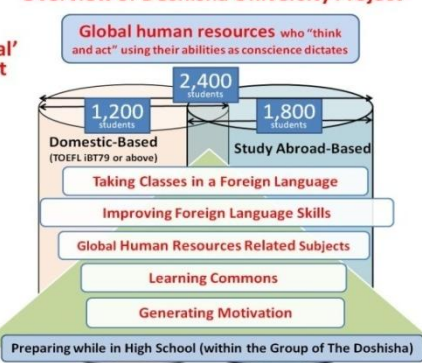 Global human resources who "think
and act" using their abilities as conscience dictates
al'
t
2,400
students
1,200
students
1,800
students
Domestic-Based
(TOEFL iBT79 or above)
Study Abroad-Based
Taking Classes in a Foreign Language
Improving Foreign Language Skills
Global Human Resources Related Subjects
Learning Commons
Generating Motivation
Preparing while in High School (within the Group of The Doshisha)